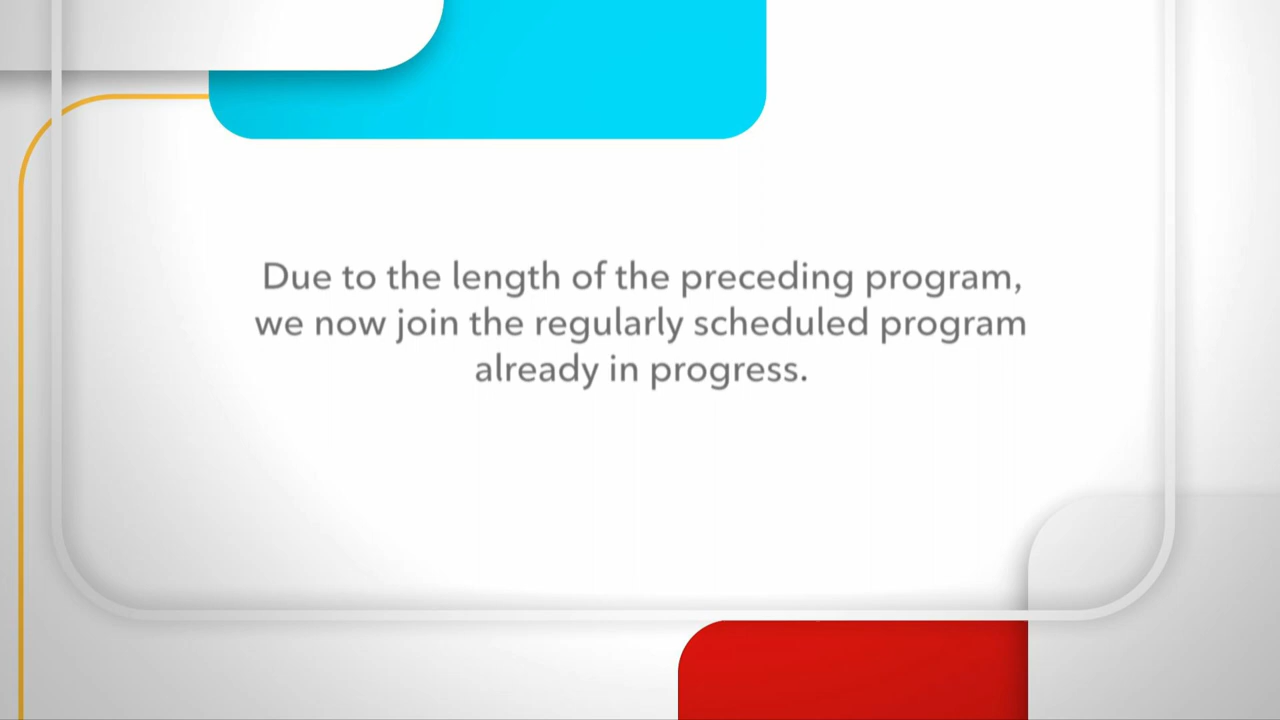 Due to the length of the preceding program,
we now join the regularly scheduled program
already in progress.